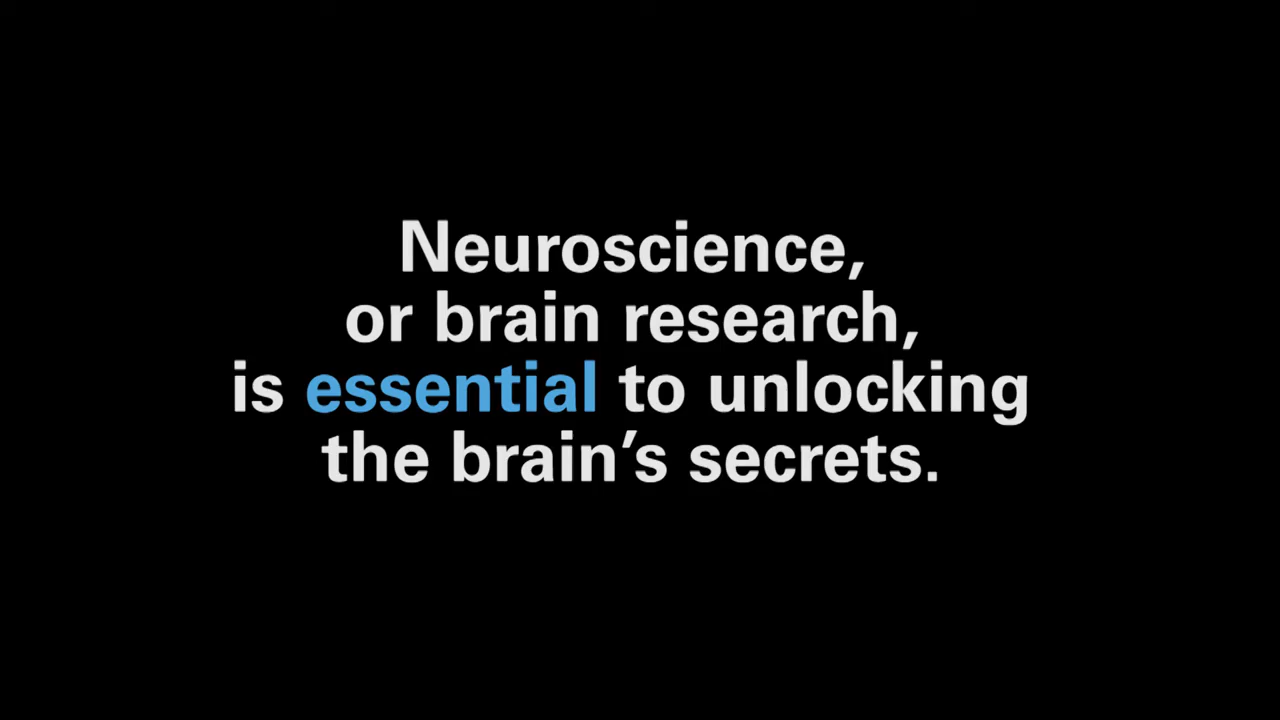 Neuroscience,
or brain research,
is essential to unlocking
the brain’s secrets.